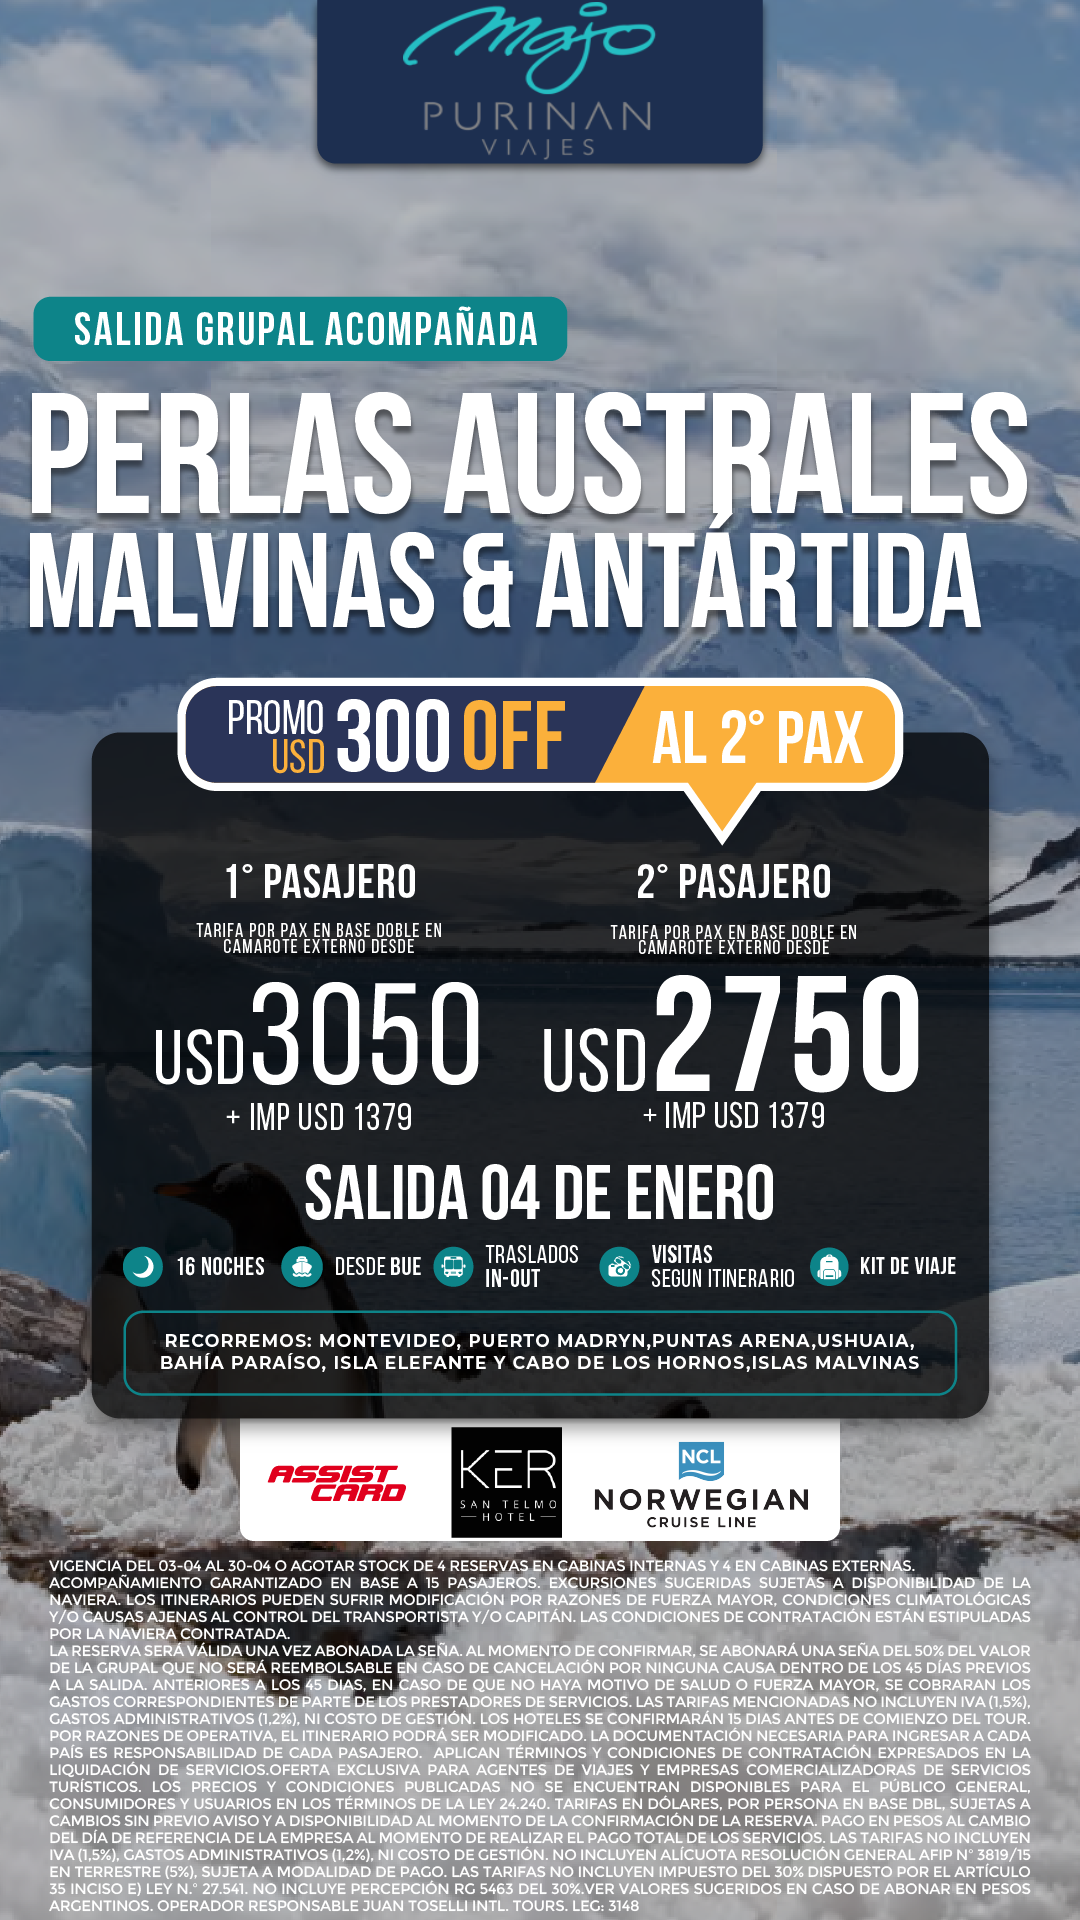 Majo
PURINAN
VIAJES
SALIDA GRUPAL ACOMPAÑADA
PERLAS AUSTRALES
MALVINAS & ANTÁRTIDA
PROMO USD 300 OFF AL 2° PAX
1° PASAJERO
TARIFA POR PAX EN BASE DOBLE EN
CAMAROTE EXTERNO DESDE
USD 3050
+ IMP USD 1379
2° PASAJERO
TARIFA POR PAX EN BASE DOBLE EN
CAMAROTE EXTERNO DESDE
USD 2750
+ IMP USD 1379
SALIDA 04 DE ENERO
16 NOCHES
DESDE BUE
TRASLADOS
IN-OUT
VISITAS
SEGUN ITINERARIO
KIT DE VIAJE
RECORREMOS: MONTEVIDEO, PUERTO MADRYN,PUNTAS ARENA,USHUAIA,
BAHÍA PARAÍSO, ISLA ELEFANTE Y CABO DE LOS HORNOS,ISLAS MALVINAS
ASSIST
CARD
KER
SAN TELMO
HOTEL
NCL
NORWEGIAN
CRUISE LINE
VIGENCIA DEL 03-04 AL 30-04 O AGOTAR STOCK DE 4 RESERVAS EN CABINAS INTERNAS Y 4 EN CABINAS EXTERNAS.
ACOMPAÑAMIENTO GARANTIZADO EN BASE A 15 PASAJEROS. EXCURSIONES SUGERIDAS SUJETAS A DISPONIBILIDAD DE LA
NAVIERA. LOS ITINERARIOS PUEDEN SUFRIR MODIFICACIÓN POR RAZONES DE FUERZA MAYOR, CONDICIONES CLIMATOLÓGICAS
Y/O CAUSAS AJENAS AL CONTROL DEL TRANSPORTISTA Y/O CAPITÁN. LAS CONDICIONES DE CONTRATACIÓN ESTÁN ESTIPULADAS
POR LA NAVIERA CONTRATADA.
LA RESERVA SERÁ VÁLIDA UNA VEZ ABONADA LA SEÑA. AL MOMENTO DE CONFIRMAR, SE ABONARÁ UNA SEÑA DEL 50% DEL VALOR
DE LA GRUPAL QUE NO SERÁ REEMBOLSABLE EN CASO DE CANCELACIÓN POR NINGUNA CAUSA DENTRO DE LOS 45 DÍAS PREVIOS
A LA SALIDA. ANTERIORES A LOS 45 DIAS, EN CASO DE QUE NO HAYA MOTIVO DE SALUD O FUERZA MAYOR, SE COBRARAN LOS
GASTOS CORRESPONDIENTES DE PARTE DE LOS PRESTADORES DE SERVICIOS. LAS TARIFAS MENCIONADAS NO INCLUYEN IVA (1,5%),
GASTOS ADMINISTRATIVOS (1,2%), NI COSTO DE GESTIÓN. LOS HOTELES SE CONFIRMARÁN 15 DIAS ANTES DE COMIENZO DEL TOUR.
POR RAZONES DE OPERATIVA, EL ITINERARIO PODRÁ SER MODIFICADO. LA DOCUMENTACIÓN NECESARIA PARA INGRESAR A CADA
PAÍS ES RESPONSABILIDAD DE CADA PASAJERO. APLICAN TÉRMINOS Y CONDICIONES DE CONTRATACIÓN EXPRESADOS EN LA
LIQUIDACIÓN DE SERVICIOS.OFERTA EXCLUSIVA PARA AGENTES DE VIAJES Y EMPRESAS COMERCIALIZADORAS DE SERVICIOS
TURÍSTICOS. LOS PRECIOS Y CONDICIONES PUBLICADAS NO SE ENCUENTRAN DISPONIBLES PARA EL PÚBLICO GENERAL,
CONSUMIDORES Y USUARIOS EN LOS TÉRMINOS DE LA LEY 24.240. TARIFAS EN DÓLARES, POR PERSONA EN BASE DBL, SUJETAS A
CAMBIOS SIN PREVIO AVISO Y A DISPONIBILIDAD AL MOMENTO DE LA CONFIRMACIÓN DE LA RESERVA. PAGO EN PESOS AL CAMBIO
DEL DÍA DE REFERENCIA DE LA EMPRESA AL MOMENTO DE REALIZAR EL PAGO TOTAL DE LOS SERVICIOS. LAS TARIFAS NO INCLUYEN
IVA (1,5%), GASTOS ADMINISTRATIVOS (1,2%), NI COSTO DE GESTIÓN. NO INCLUYEN ALÍCUOTA RESOLUCIÓN GENERAL AFIP N° 3819/15
EN TERRESTRE (5%), SUJETA A MODALIDAD DE PAGO. LAS TARIFAS NO INCLUYEN IMPUESTO DEL 30% DISPUESTO POR EL ARTÍCULO
35 INCISO E) LEY N.° 27.541. NO INCLUYE PERCEPCIÓN RG 5463 DEL 30%.VER VALORES SUGERIDOS EN CASO DE ABONAR EN PESOS
ARGENTINOS. OPERADOR RESPONSABLE JUAN TOSELLI INTL. TOURS. LEG: 3148